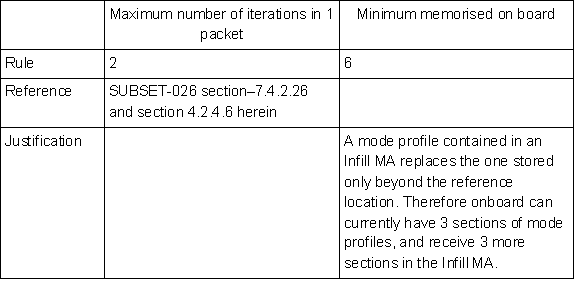 Maximum number of iterations in 1 Minimum memorised on board
packet
Rule 2 6
Reference SUBSET-026 section–7.4.2.26
and section 4.2.4.6 herein
Justification A mode profile contained in an
Infill MA replaces the one stored
only beyond the reference
location. Therefore onboard can
currently have 3 sections of mode
profiles, and receive 3 more
sections in the Infill MA.